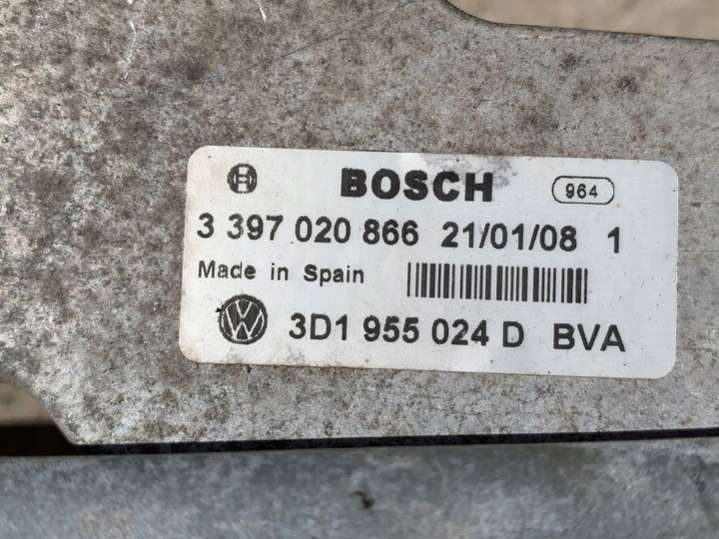 BOSCH 964
3 397 020 866 21/01/08 1
Made in Spain
3D1 955 024 D BVA